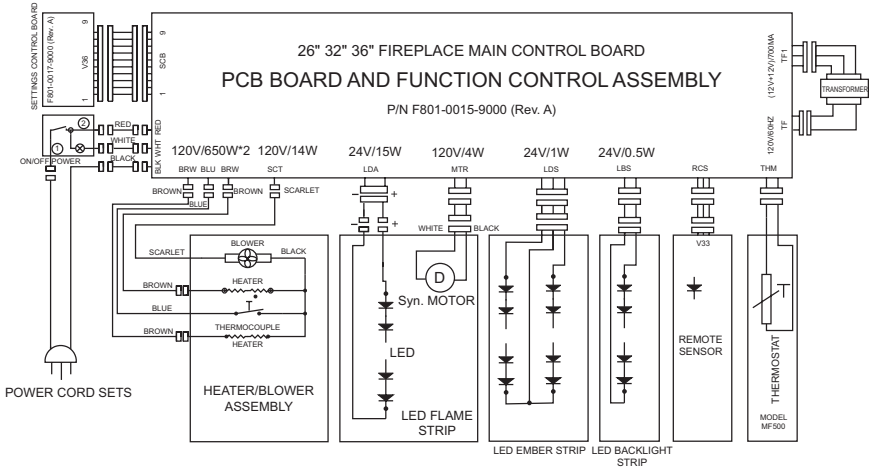 SETTINGS CONTROL BOARD
F801-0017-9000 (Rev. A)
9
V36
1
9
SCB
1
26" 32" 36" FIREPLACE MAIN CONTROL BOARD
PCB BOARD AND FUNCTION CONTROL ASSEMBLY
P/N F801-0015-9000 (Rev. A)
(12V+12V)/700MA
TF1
TRANSFORMER
120V/60HZ
TF
2
1
RED
RED
WHITE
WHT
BLACK
BLK
ON/OFF POWER
120V/650W*2
120V/14W
24V/15W
120V/4W
24V/1W
24V/0.5W
BRW
BLU
BRW
SCT
LDA
MTR
LDS
LBS
RCS
THM
BROWN
BLUE
BROWN
SCARLET
– +
– +
WHITE
BLACK
V33
SCARLET
BLOWER
BLACK
BROWN
HEATER
T
BLUE
THERMOCOUPLE
BROWN
HEATER
D
Syn. MOTOR
LED
T
REMOTE
SENSOR
THERMOSTAT
MODEL
MF500
POWER CORD SETS
HEATER/BLOWER
ASSEMBLY
LED FLAME
STRIP
LED EMBER STRIP
LED BACKLIGHT
STRIP